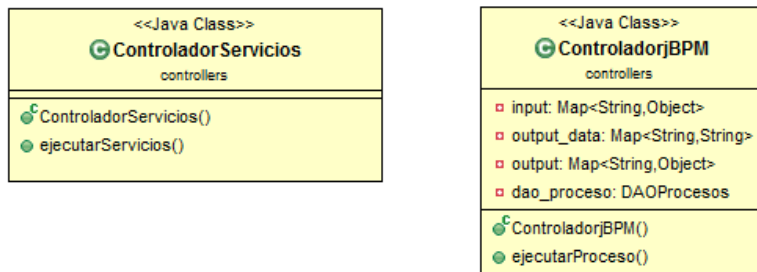 <<Java Class>>
ControladorServicios
controllers
ControladorServicios()
ejecutarServicios()
<<Java Class>>
ControladorjBPM
controllers
input: Map<String,Object>
output_data: Map<String,String>
output: Map<String,Object>
dao_proceso: DAOProcesos
ControladorjBPM()
ejecutarProceso()